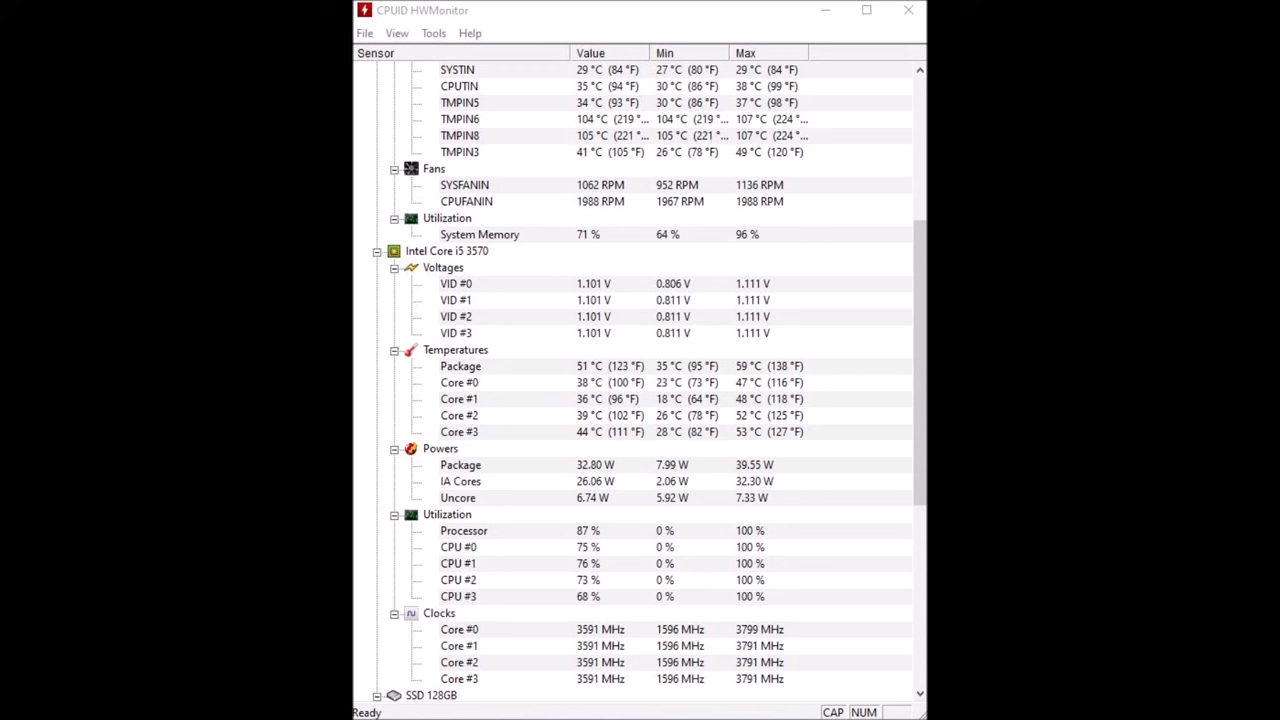 CPUID HWMonitor
File View Tools Help
Sensor Value Min Max
SYSTIN 29 °C (84 °F) 27 °C (80 °F) 29 °C (84 °F)
CPUTIN 35 °C (94 °F) 30 °C (86 °F) 38 °C (99 °F)
TMPIN5 34 °C (93 °F) 30 °C (86 °F) 37 °C (98 °F)
TMPIN6 104 °C (219 °... 104 °C (219 °... 107 °C (224 °...
TMPIN8 105 °C (221 °... 105 °C (221 °... 107 °C (224 °...
TMPIN3 41 °C (105 °F) 26 °C (78 °F) 49 °C (120 °F)
Fans
SYSFANIN 1062 RPM 952 RPM 1136 RPM
CPUFANIN 1988 RPM 1967 RPM 1988 RPM
Utilization
System Memory 71 % 64 % 96 %
Intel Core i5 3570
Voltages
VID #0 1.101 V 0.806 V 1.111 V
VID #1 1.101 V 0.811 V 1.111 V
VID #2 1.101 V 0.811 V 1.111 V
VID #3 1.101 V 0.811 V 1.111 V
Temperatures
Package 51 °C (123 °F) 35 °C (95 °F) 59 °C (138 °F)
Core #0 38 °C (100 °F) 23 °C (73 °F) 47 °C (116 °F)
Core #1 36 °C (96 °F) 18 °C (64 °F) 48 °C (118 °F)
Core #2 39 °C (102 °F) 26 °C (78 °F) 52 °C (125 °F)
Core #3 44 °C (111 °F) 28 °C (82 °F) 53 °C (127 °F)
Powers
Package 32.80 W 7.99 W 39.55 W
IA Cores 26.06 W 2.06 W 32.30 W
Uncore 6.74 W 5.92 W 7.33 W
Utilization
Processor 87 % 0 % 100 %
CPU #0 75 % 0 % 100 %
CPU #1 76 % 0 % 100 %
CPU #2 73 % 0 % 100 %
CPU #3 68 % 0 % 100 %
Clocks
Core #0 3591 MHz 1596 MHz 3799 MHz
Core #1 3591 MHz 1596 MHz 3791 MHz
Core #2 3591 MHz 1596 MHz 3791 MHz
Core #3 3591 MHz 1596 MHz 3791 MHz
SSD 128GB
Ready CAP NUM